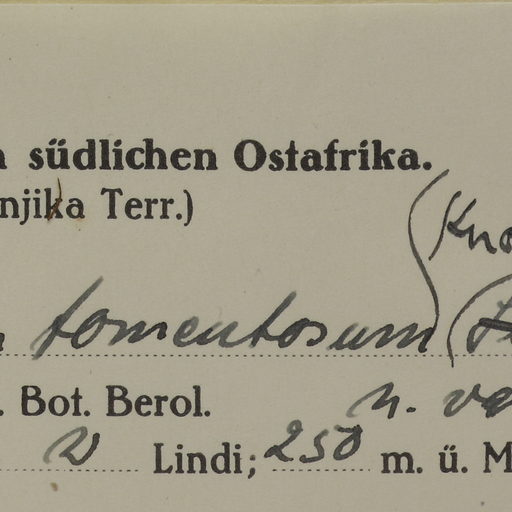 südlichen Ostafrika.
njika Terr.)
tomentosum
. Bot. Berol. n.
W Lindi; 250 m. ü. M